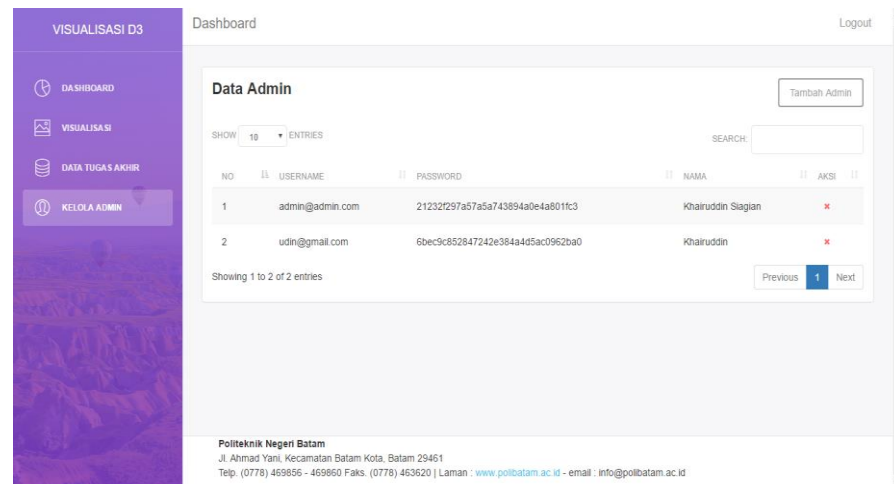 VISUALISASI D3
Dashboard
Logout
DASHBOARD
VISUALISASI
DATA TUGAS AKHIR
KELOLA ADMIN
Data Admin
Tambah Admin
SHOW 10 ENTRIES
SEARCH:
NO USERNAME PASSWORD NAMA AKSI
1 admin@admin.com 21232f297a57a5a743894a0e4a801fc3 Khairuddin Siagian
2 udin@gmail.com 6bec9c852847242e384a4d5ac0962ba0 Khairuddin
Showing 1 to 2 of 2 entries
Previous 1 Next
Politeknik Negeri Batam
Jl. Ahmad Yani, Kecamatan Batam Kota, Batam 29461
Telp. (0778) 469856 - 469860 Faks. (0778) 463620 | Laman : www.polibatam.ac.id - email : info@polibatam.ac.id